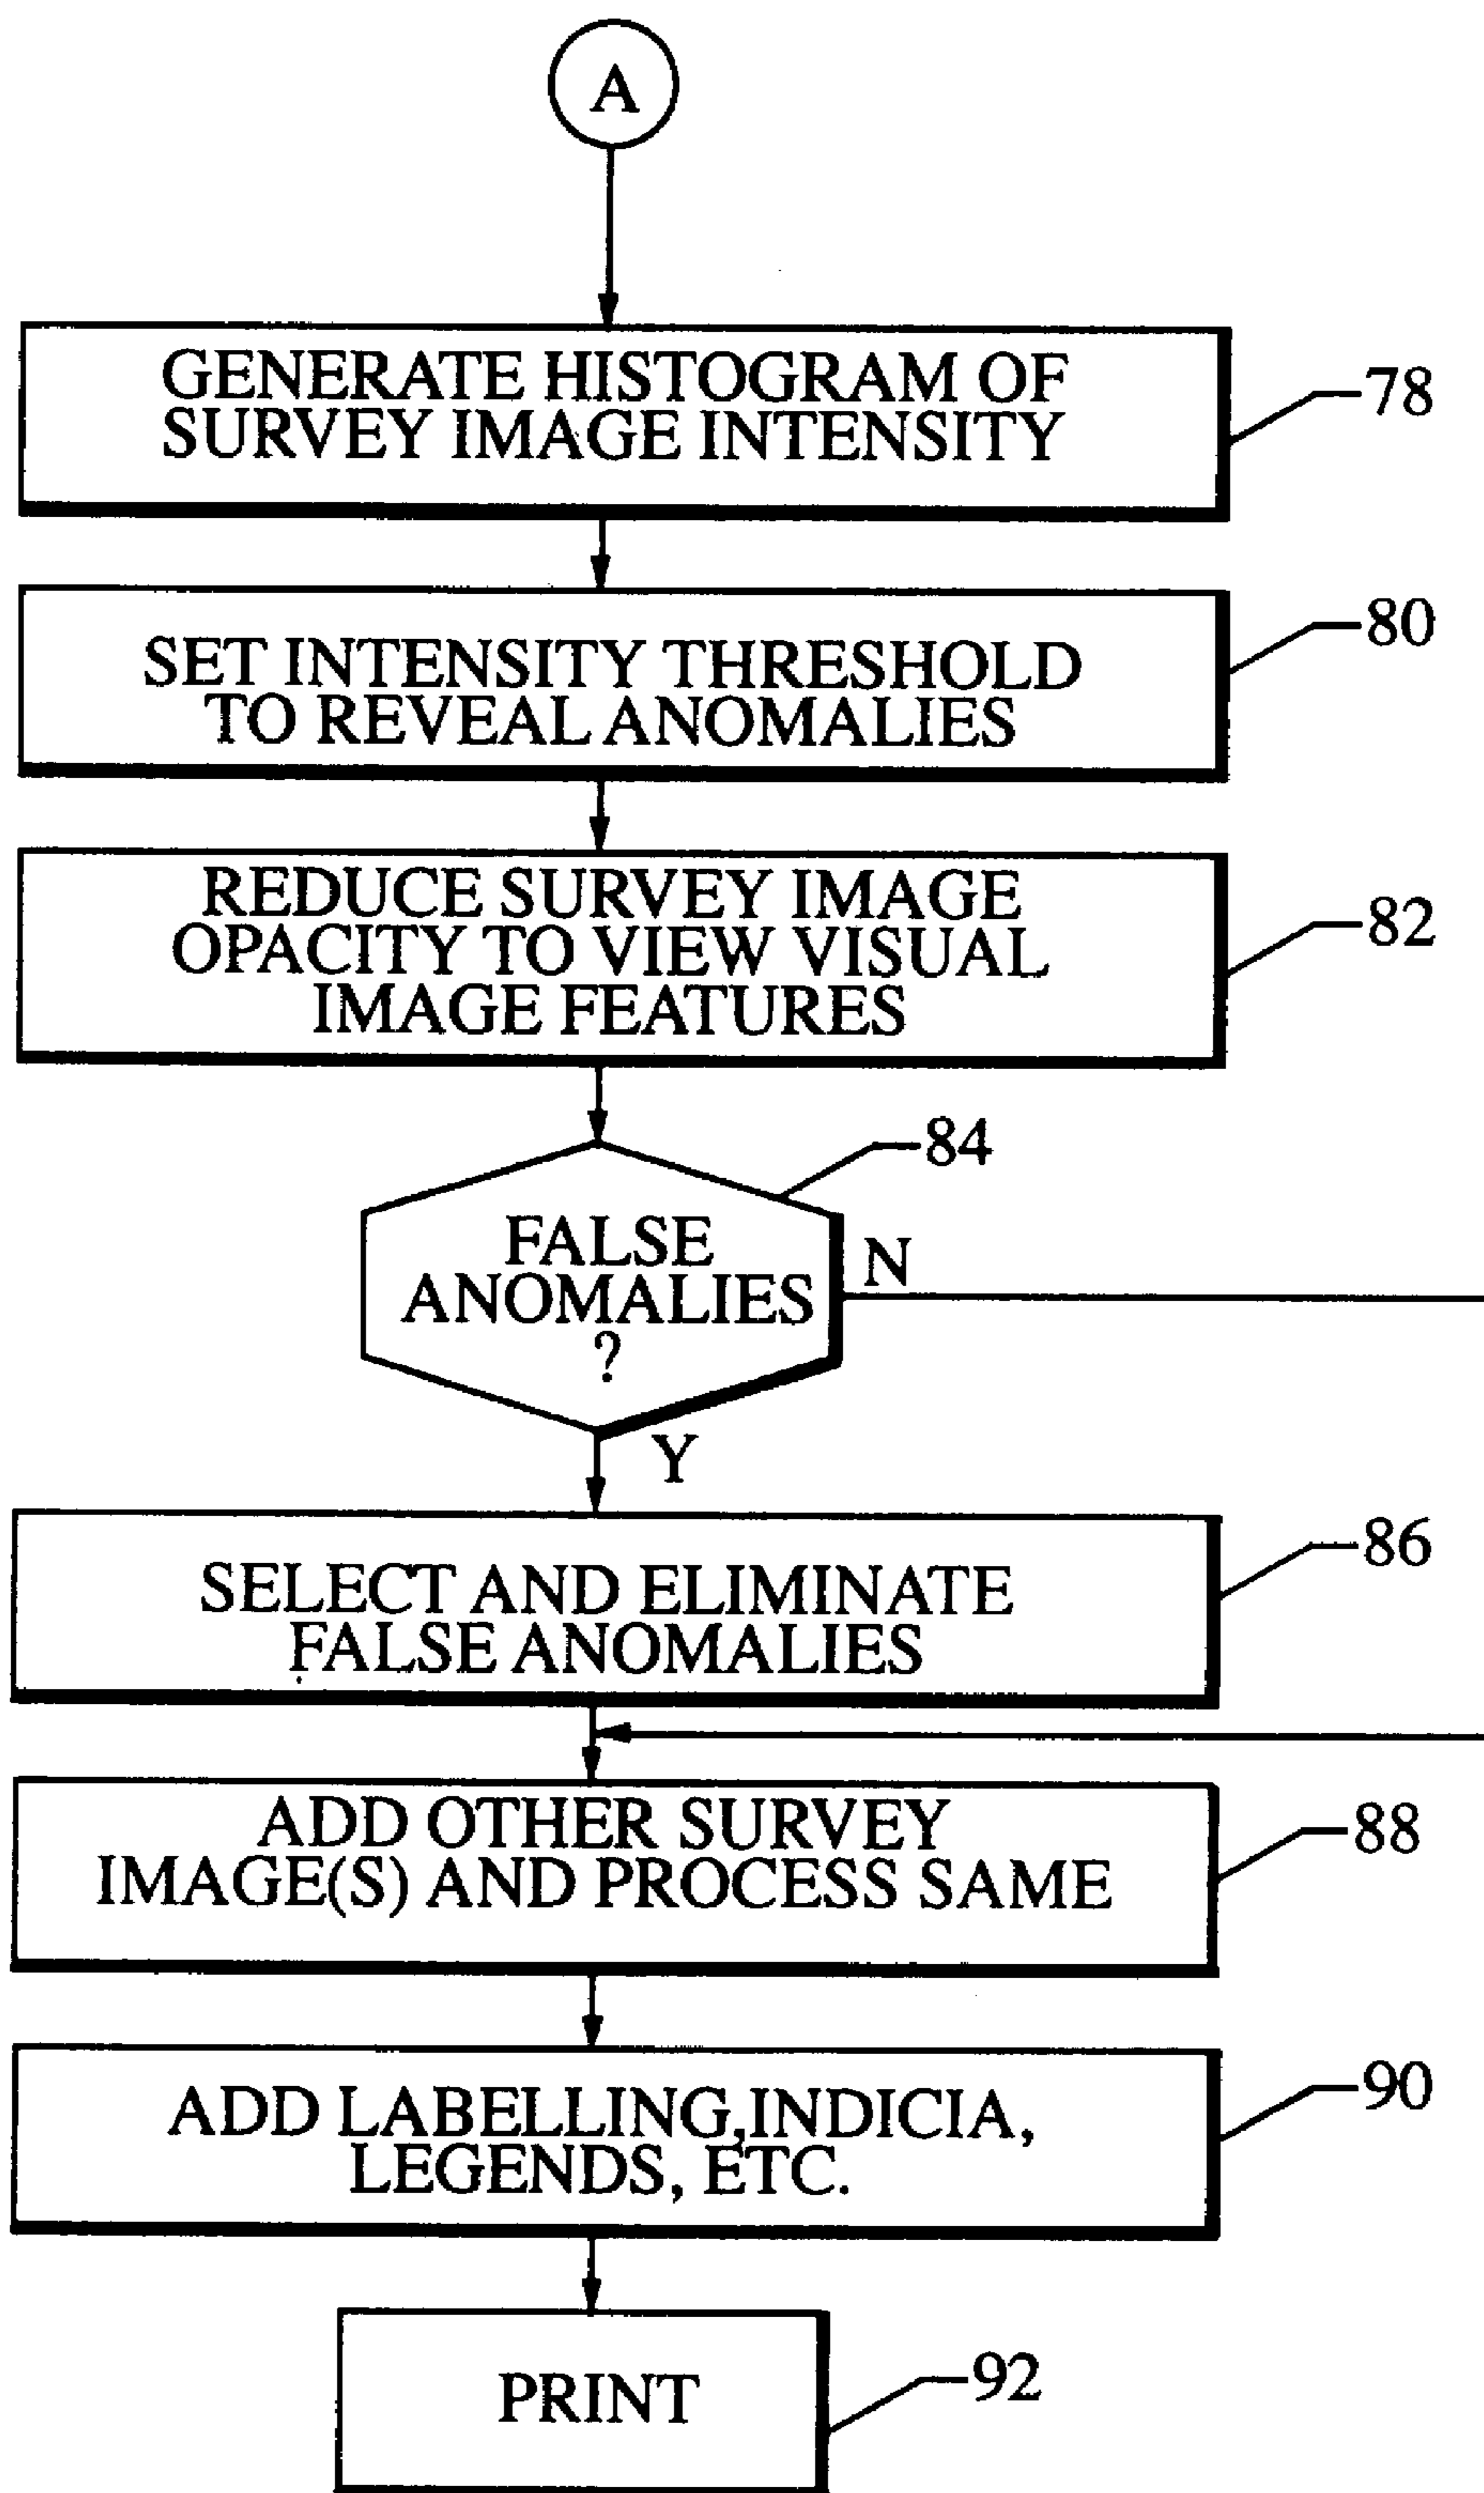 A
GENERATE HISTOGRAM OF
SURVEY IMAGE INTENSITY
78
SET INTENSITY THRESHOLD
TO REVEAL ANOMALIES
80
REDUCE SURVEY IMAGE
OPACITY TO VIEW VISUAL
IMAGE FEATURES
82
84
FALSE
ANOMALIES
?
N
Y
SELECT AND ELIMINATE
FALSE ANOMALIES
86
ADD OTHER SURVEY
IMAGE(S) AND PROCESS SAME
88
ADD LABELLING,INDICIA,
LEGENDS, ETC.
90
PRINT
92